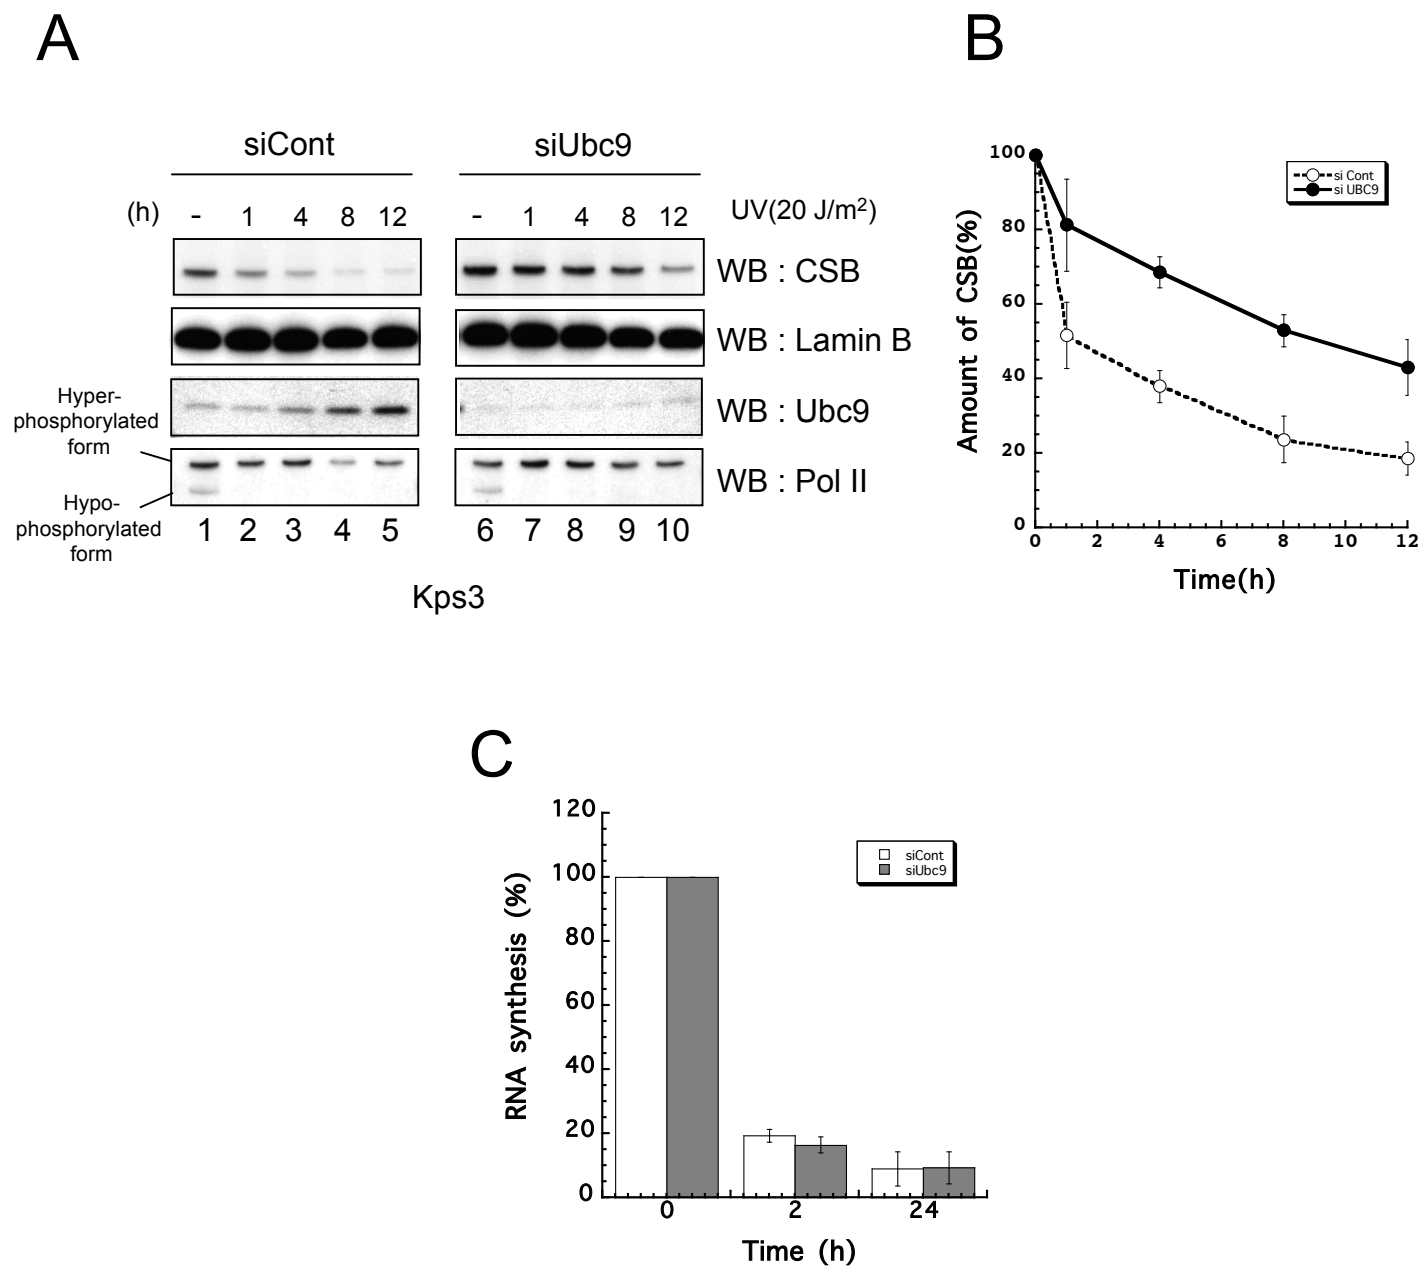 A
B
siCont
siUbc9
(h)
- 1 4 8 12
- 1 4 8 12
UV(20 J/m²)
WB : CSB
WB : Lamin B
WB : Ubc9
WB : Pol II
Hyper-
phosphorylated
form
Hypo-
phosphorylated
form
1 2 3 4 5
6 7 8 9 10
Kps3
Amount of CSB(%)
100
80
60
40
20
0
0 2 4 6 8 10 12
Time(h)
si Cont
si UBC9
C
RNA synthesis (%)
120
100
80
60
40
20
0
0 2 24
Time (h)
siCont
siUbc9